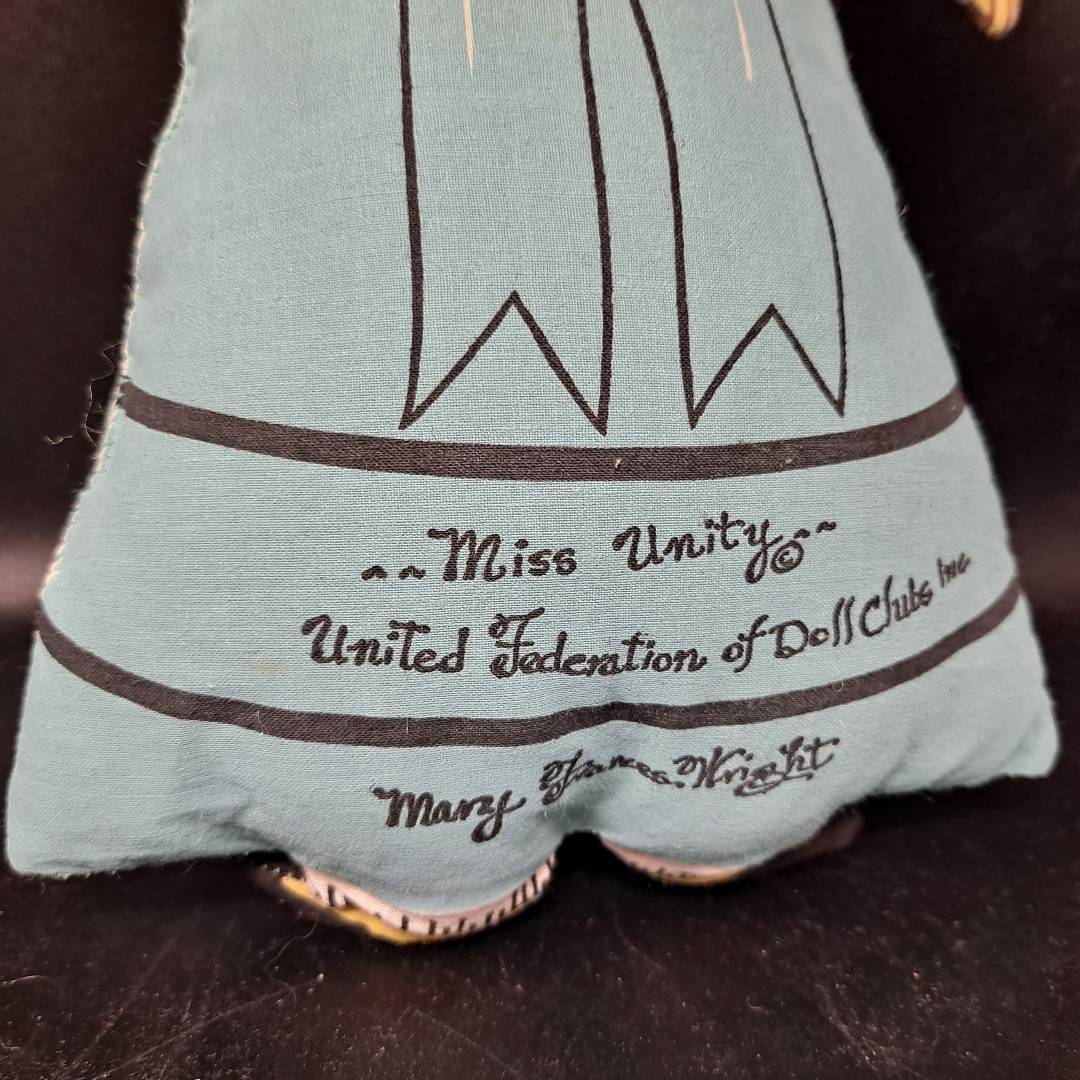 ~~Miss Unity©~~
United Federation of Doll Clubs Inc
Mary Frances Wright